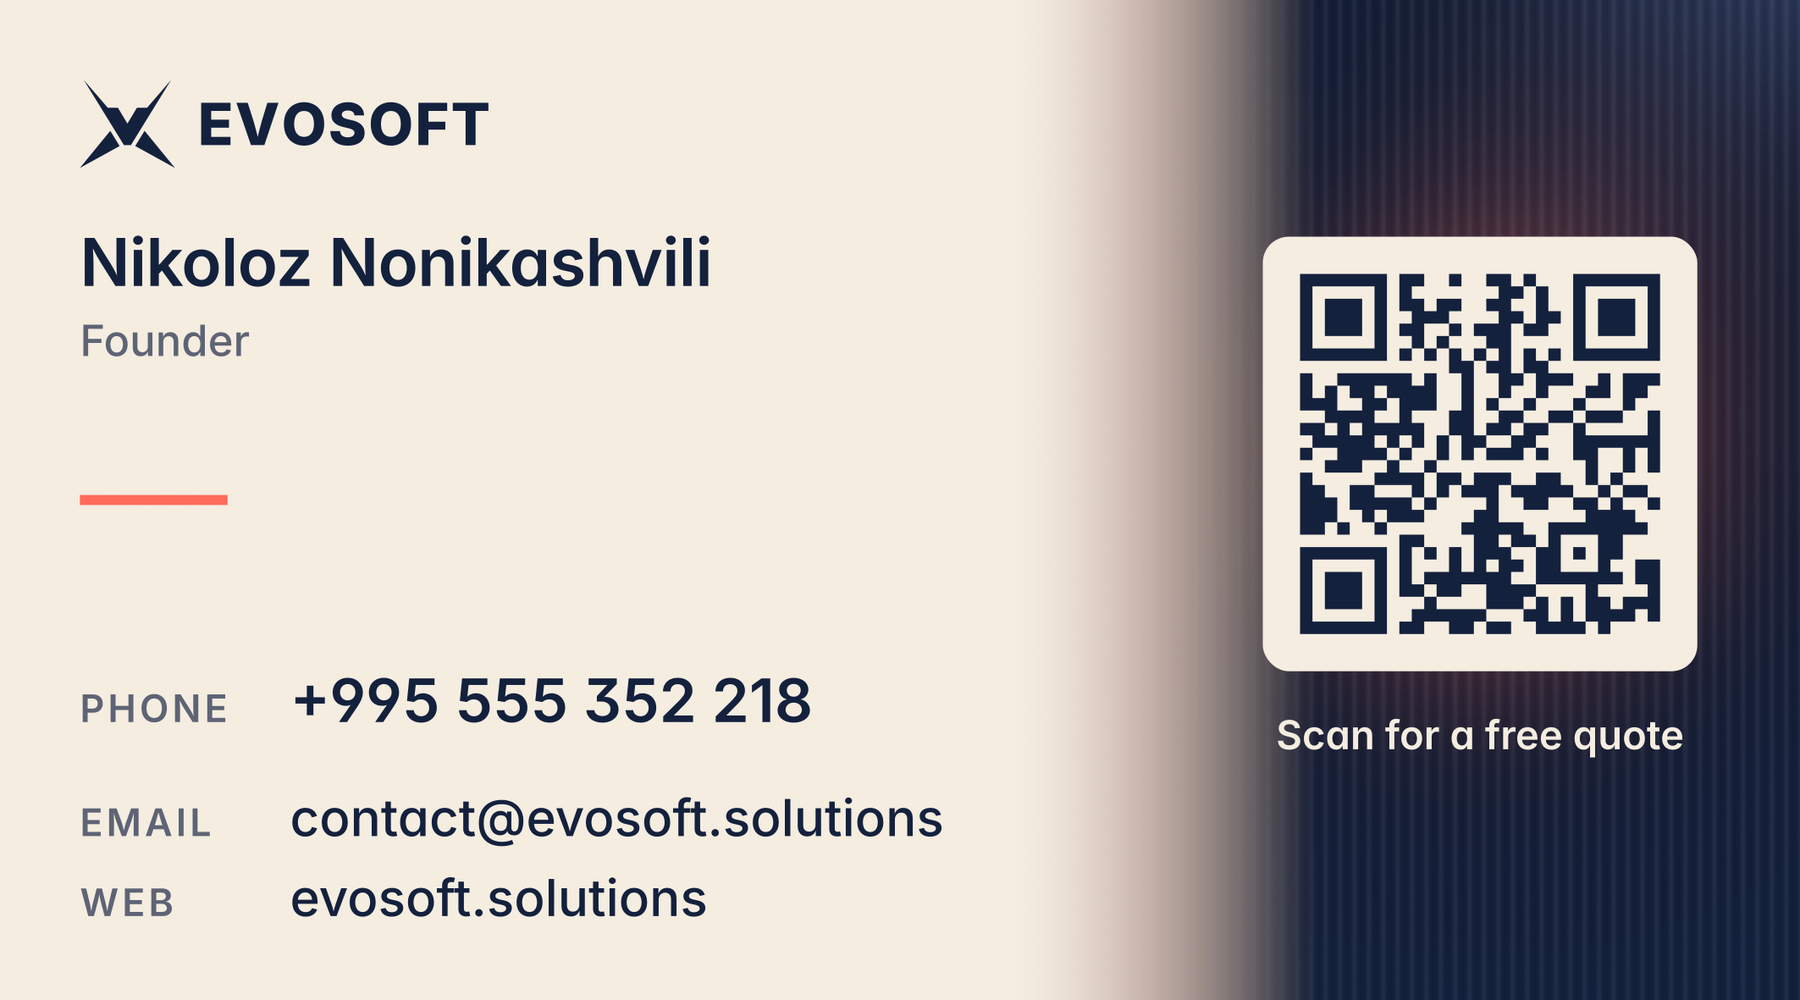 EVOSOFT
Nikoloz Nonikashvili
Founder
PHONE +995 555 352 218
EMAIL contact@evosoft.solutions
WEB evosoft.solutions
Scan for a free quote